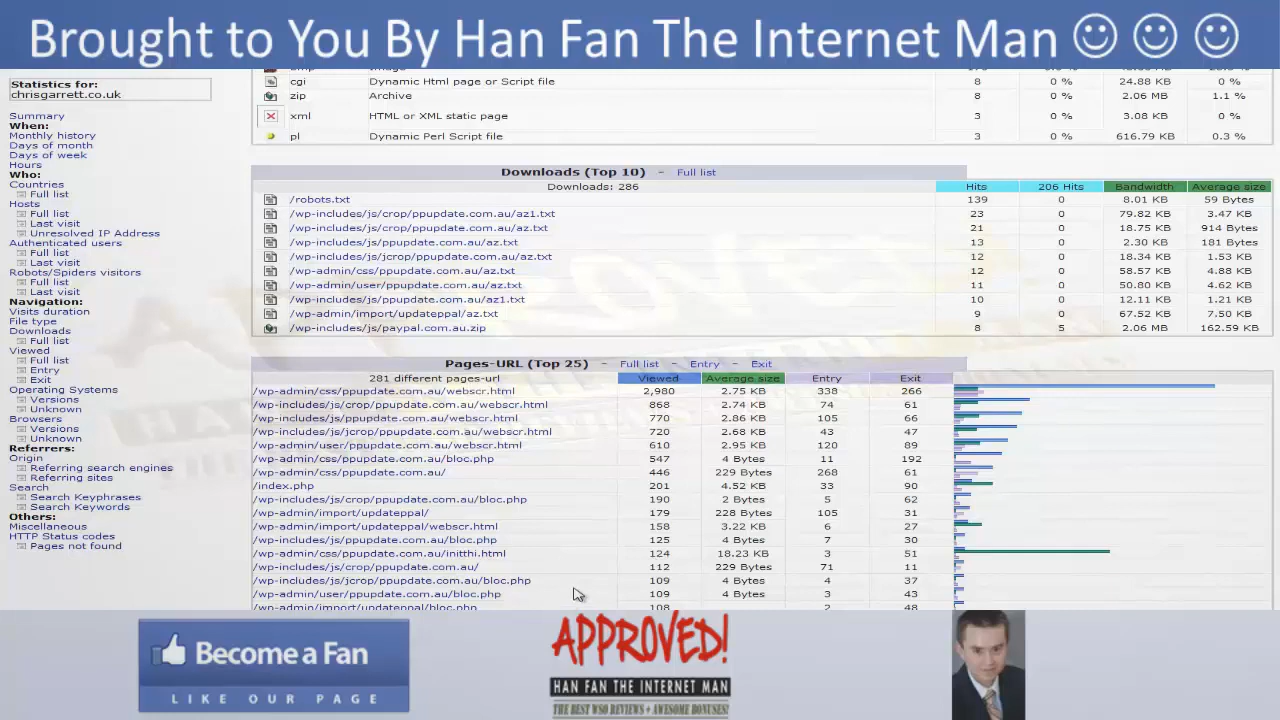 Brought to You By Han Fan The Internet Man
Statistics for:
chrisgarrett.co.uk
Summary
When:
Monthly history
Days of month
Days of week
Hours
Who:
Countries
Full list
Hosts
Full list
Last visit
Unresolved IP Address
Authenticated users
Full list
Last visit
Robots/Spiders visitors
Full list
Last visit
Navigation:
Visits duration
File type
Downloads
Full list
Viewed
Full list
Entry
Exit
Operating Systems
Versions
Unknown
Browsers
Versions
Unknown
Referrers:
Origin
Referring search engines
Referring sites
Search
Search Keyphrases
Search Keywords
Others:
Miscellaneous
HTTP Status codes
Pages not found
cgi Dynamic Html page or Script file 8 0 % 24.88 KB 0 %
zip Archive 8 0 % 2.06 MB 1.1 %
xml HTML or XML static page 3 0 % 3.08 KB 0 %
pl Dynamic Perl Script file 3 0 % 616.79 KB 0.3 %
Downloads (Top 10) - Full list
Downloads: 286 Hits 206 Hits Bandwidth Average size
/robots.txt 139 0 8.01 KB 59 Bytes
/wp-includes/js/crop/ppupdate.com.au/az1.txt 23 0 79.82 KB 3.47 KB
/wp-includes/js/crop/ppupdate.com.au/az.txt 21 0 18.75 KB 914 Bytes
/wp-includes/js/ppupdate.com.au/az.txt 13 0 2.30 KB 181 Bytes
/wp-includes/js/jcrop/ppupdate.com.au/az.txt 12 0 18.34 KB 1.53 KB
/wp-admin/css/ppupdate.com.au/az.txt 12 0 58.57 KB 4.88 KB
/wp-admin/user/ppupdate.com.au/az.txt 11 0 50.80 KB 4.62 KB
/wp-includes/js/ppupdate.com.au/az1.txt 10 0 12.11 KB 1.21 KB
/wp-admin/import/updateppal/az.txt 9 0 67.52 KB 7.50 KB
/wp-includes/js/paypal.com.au.zip 8 5 2.06 MB 162.59 KB
Pages-URL (Top 25) - Full list - Entry - Exit
281 different pages-url Viewed Average size Entry Exit
/wp-admin/css/ppupdate.com.au/webscr.html 2,980 2.75 KB 338 266
/wp-includes/js/crop/ppupdate.com.au/webscr.html 868 2.74 KB 74 61
/wp-includes/js/ppupdate.com.au/webscr.html 770 2.88 KB 105 66
/wp-includes/js/jcrop/ppupdate.com.au/webscr.html 720 2.78 KB 43 47
/wp-admin/user/ppupdate.com.au/webscr.html 610 2.95 KB 120 89
/wp-admin/css/ppupdate.com.au/bloc.php 547 4 Bytes 11 192
/wp-admin/css/ppupdate.com.au/ 446 229 Bytes 268 61
/index.php 201 4.52 KB 33 90
/wp-includes/js/crop/ppupdate.com.au/bloc.php 190 2 Bytes 5 62
/wp-admin/import/updateppal/ 179 228 Bytes 105 31
/wp-admin/import/updateppal/webscr.html 158 3.22 KB 6 27
/wp-includes/js/ppupdate.com.au/bloc.php 125 4 Bytes 7 30
/wp-admin/css/ppupdate.com.au/initthi.html 124 18.23 KB 3 51
/wp-includes/js/crop/ppupdate.com.au/ 112 229 Bytes 71 11
/wp-includes/js/jcrop/ppupdate.com.au/bloc.php 109 4 Bytes 4 37
/wp-admin/user/ppupdate.com.au/bloc.php 109 4 Bytes 3 43
/wp-admin/import/updateppal/bloc.php 108 2 48
Become a Fan
LIKE OUR PAGE
APPROVED!
HAN FAN THE INTERNET MAN
THE BEST WSO REVIEWS + AWESOME BONUSES!